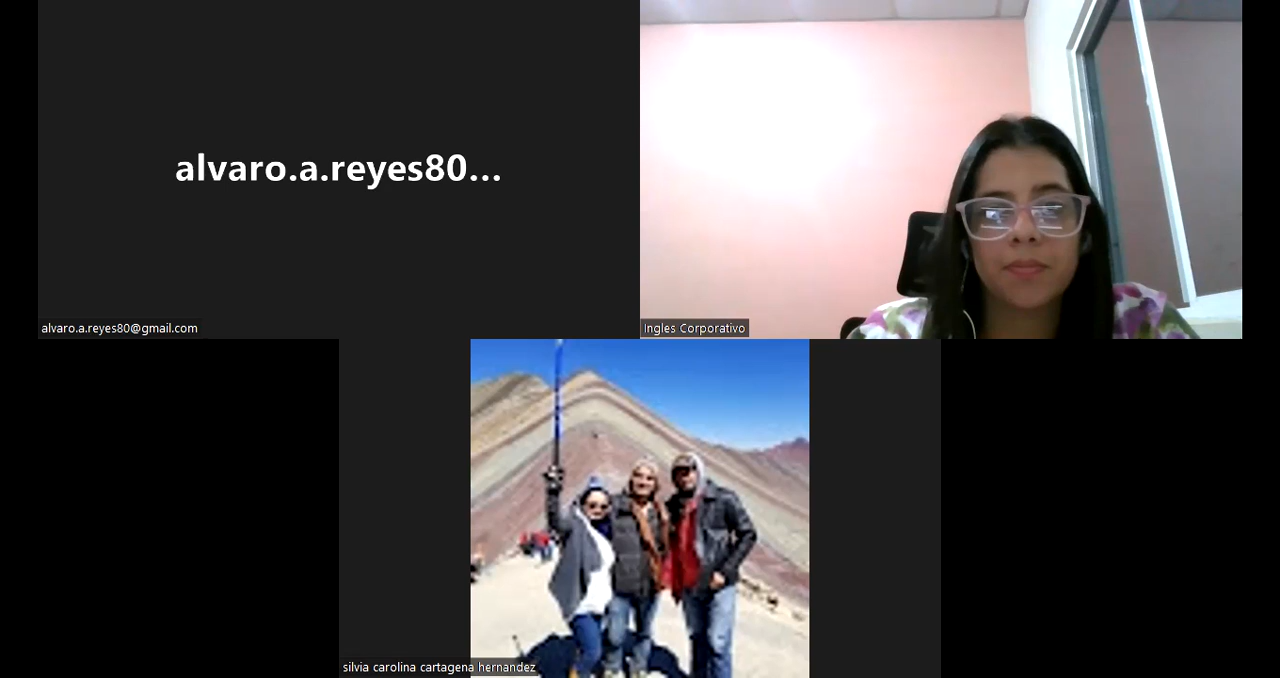 alvaro.a.reyes80...
alvaro.a.reyes80@gmail.com
Ingles Corporativo
silvia carolina cartagena hernandez